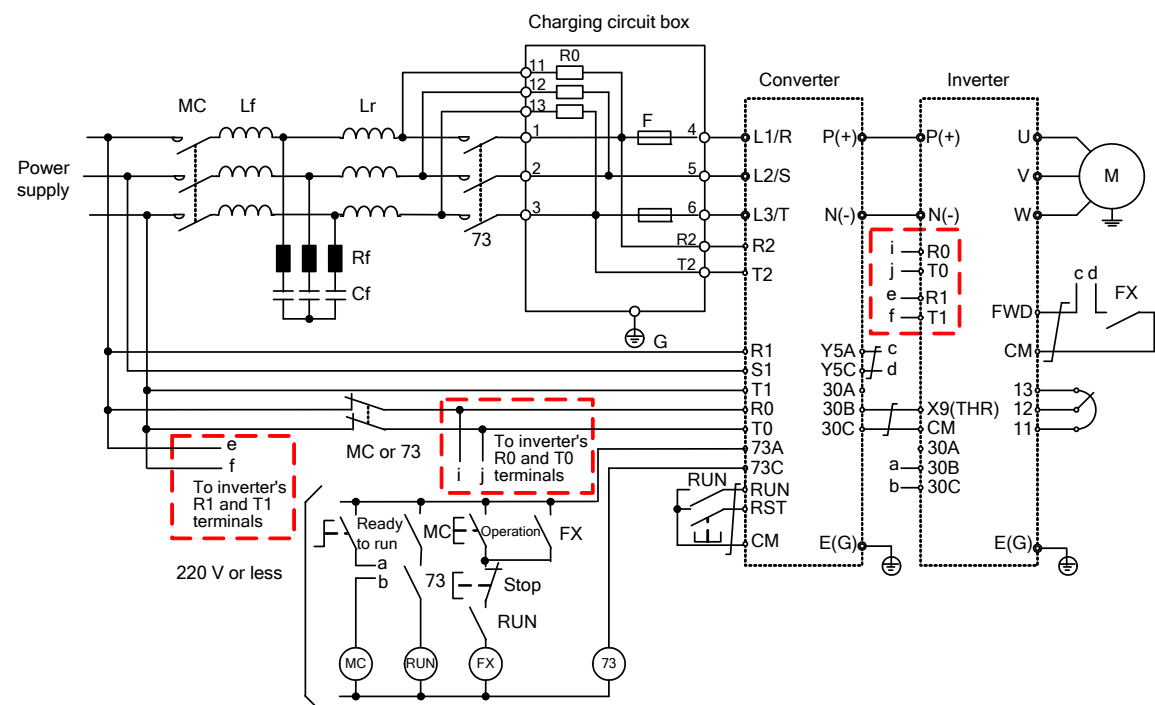 Charging circuit box
R0
11
12
13
Converter
Inverter
MC
Lf
Lr
F
1
4
L1/R
P(+)
P(+)
U
Power
supply
2
5
L2/S
V
M
3
6
L3/T
N(-)
N(-)
W
73
R2
R2
i
R0
Rf
T2
T2
j
T0
c d
Cf
e
R1
FX
f
T1
FWD
G
R1
Y5A
c
CM
S1
Y5C
d
T1
30A
13
R0
30B
X9(THR)
12
T0
30C
CM
11
MC or 73
To inverter's
R0 and T0
terminals
i
j
e
f
To inverter's
R1 and T1
terminals
73A
30A
73C
a
30B
RUN
RUN
b
30C
RST
CM
E(G)
E(G)
220 V or less
Ready
to run
MC
Operation
FX
a
b
73
Stop
RUN
MC
RUN
FX
73